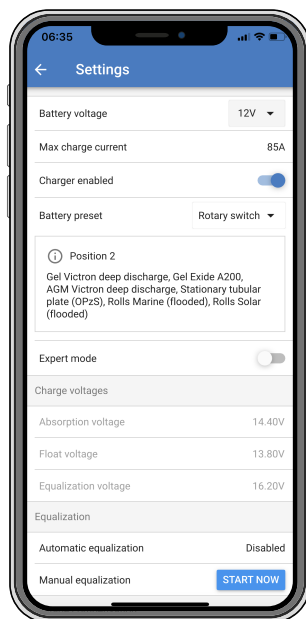 06:35
Settings
Battery voltage 12V
Max charge current 85A
Charger enabled
Battery preset Rotary switch
Position 2
Gel Victron deep discharge, Gel Exide A200,
AGM Victron deep discharge, Stationary tubular
plate (OPzS), Rolls Marine (flooded), Rolls Solar
(flooded)
Expert mode
Charge voltages
Absorption voltage 14.40V
Float voltage 13.80V
Equalization voltage 16.20V
Equalization
Automatic equalization Disabled
Manual equalization START NOW